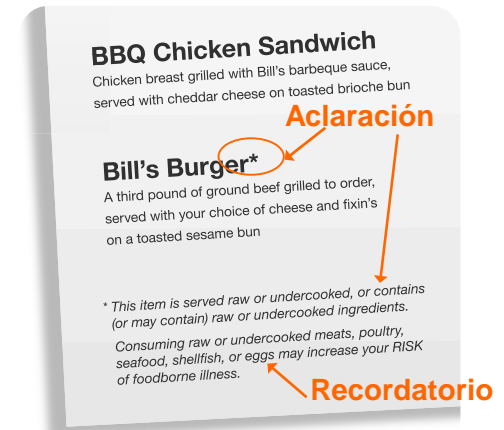 BBQ Chicken Sandwich
Chicken breast grilled with Bill's barbeque sauce,
served with cheddar cheese on toasted brioche bun
Aclaración
Bill's Burger*
A third pound of ground beef grilled to order,
served with your choice of cheese and fixin's
on a toasted sesame bun
* This item is served raw or undercooked, or contains
(or may contain) raw or undercooked ingredients.
Consuming raw or undercooked meats, poultry,
seafood, shellfish, or eggs may increase your RISK
of foodborne illness.
Recordatorio